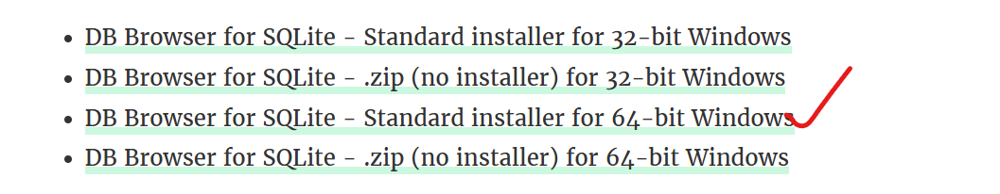 DB Browser for SQLite - Standard installer for 32-bit Windows
DB Browser for SQLite - .zip (no installer) for 32-bit Windows
DB Browser for SQLite - Standard installer for 64-bit Windows
DB Browser for SQLite - .zip (no installer) for 64-bit Windows